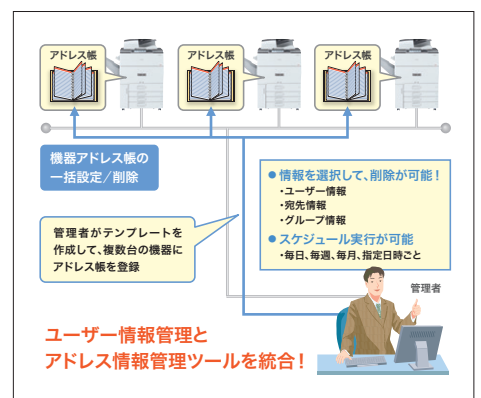 アドレス帳
アドレス帳
アドレス帳
機器アドレス帳の
一括設定/削除
●情報を選択して、削除が可能!
・ユーザー情報
・宛先情報
・グループ情報
●スケジュール実行が可能
・毎日、毎週、毎月、指定日時ごと
管理者がテンプレートを
作成して、複数台の機器に
アドレス帳を登録
管理者
ユーザー情報管理と
アドレス情報管理ツールを統合!